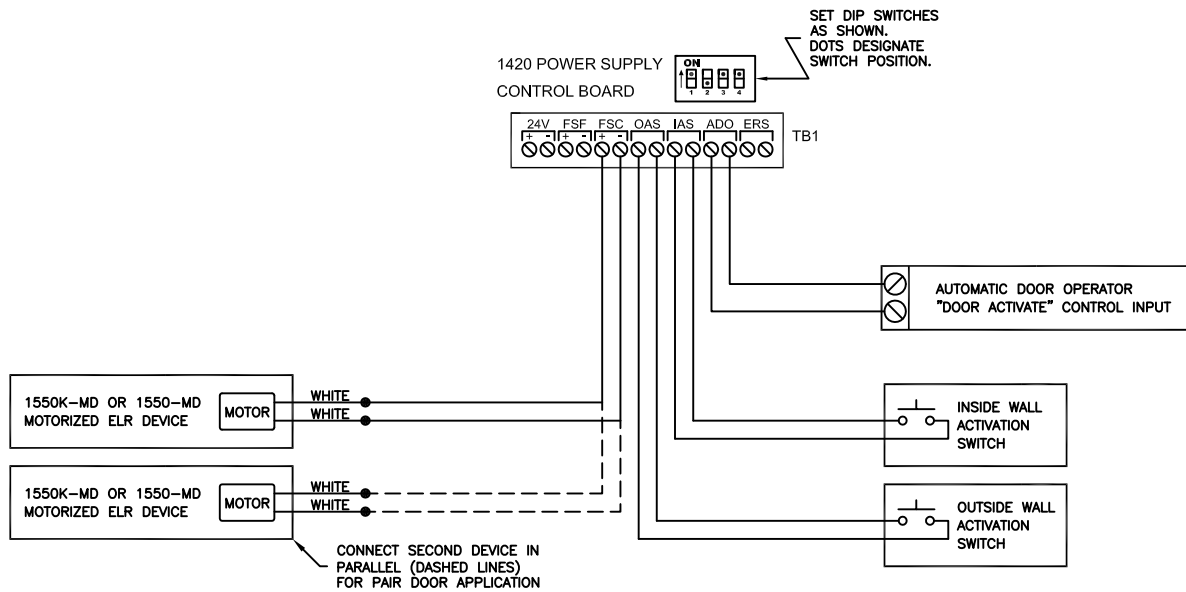 SET DIP SWITCHES
AS SHOWN.
DOTS DESIGNATE
SWITCH POSITION.
1420 POWER SUPPLY
CONTROL BOARD
ON
1 2 3 4
24V FSF FSC OAS IAS ADO ERS
+ - + - + -
TB1
AUTOMATIC DOOR OPERATOR
"DOOR ACTIVATE" CONTROL INPUT
1550K-MD OR 1550-MD
MOTORIZED ELR DEVICE
MOTOR
WHITE
WHITE
INSIDE WALL
ACTIVATION
SWITCH
1550K-MD OR 1550-MD
MOTORIZED ELR DEVICE
MOTOR
WHITE
WHITE
OUTSIDE WALL
ACTIVATION
SWITCH
CONNECT SECOND DEVICE IN
PARALLEL (DASHED LINES)
FOR PAIR DOOR APPLICATION